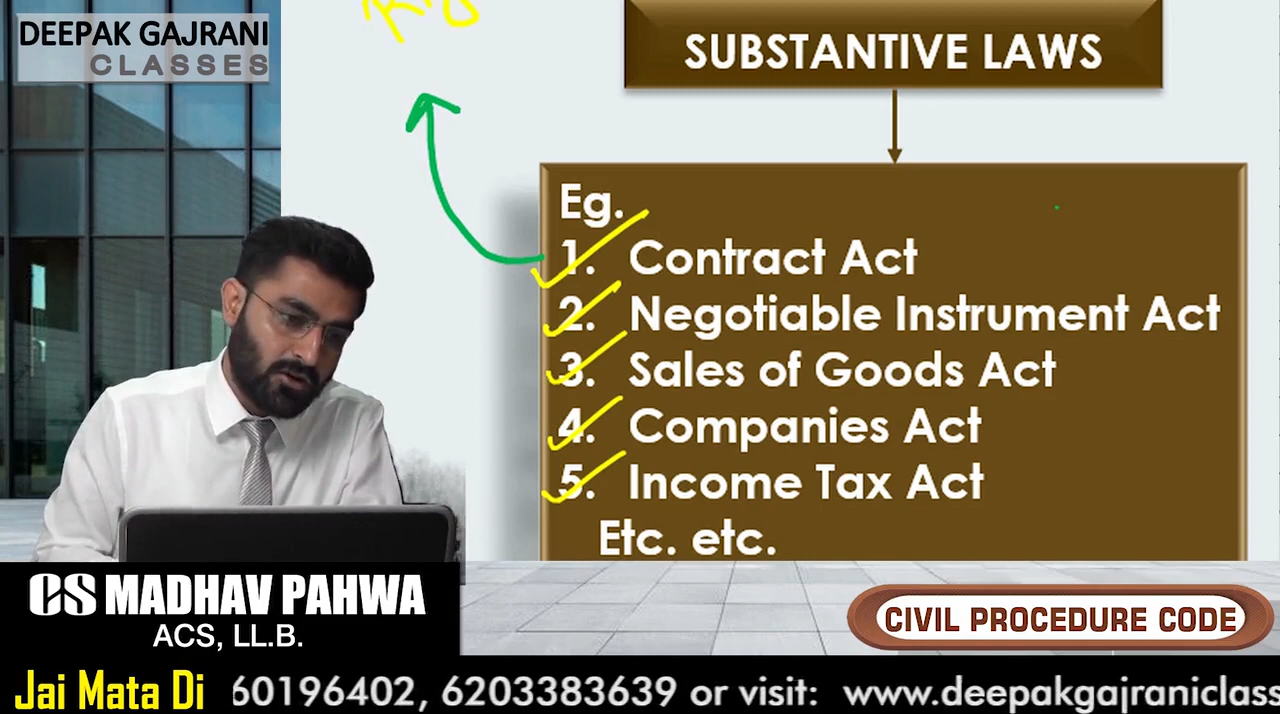 DEEPAK GAJRANI
CLASSES
SUBSTANTIVE LAWS
Eg.
1. Contract Act
2. Negotiable Instrument Act
3. Sales of Goods Act
4. Companies Act
5. Income Tax Act
Etc. etc.
CS MADHAV PAHWA
ACS, LL.B.
CIVIL PROCEDURE CODE
Jai Mata Di 60196402, 6203383639 or visit: www.deepakgajraniclass